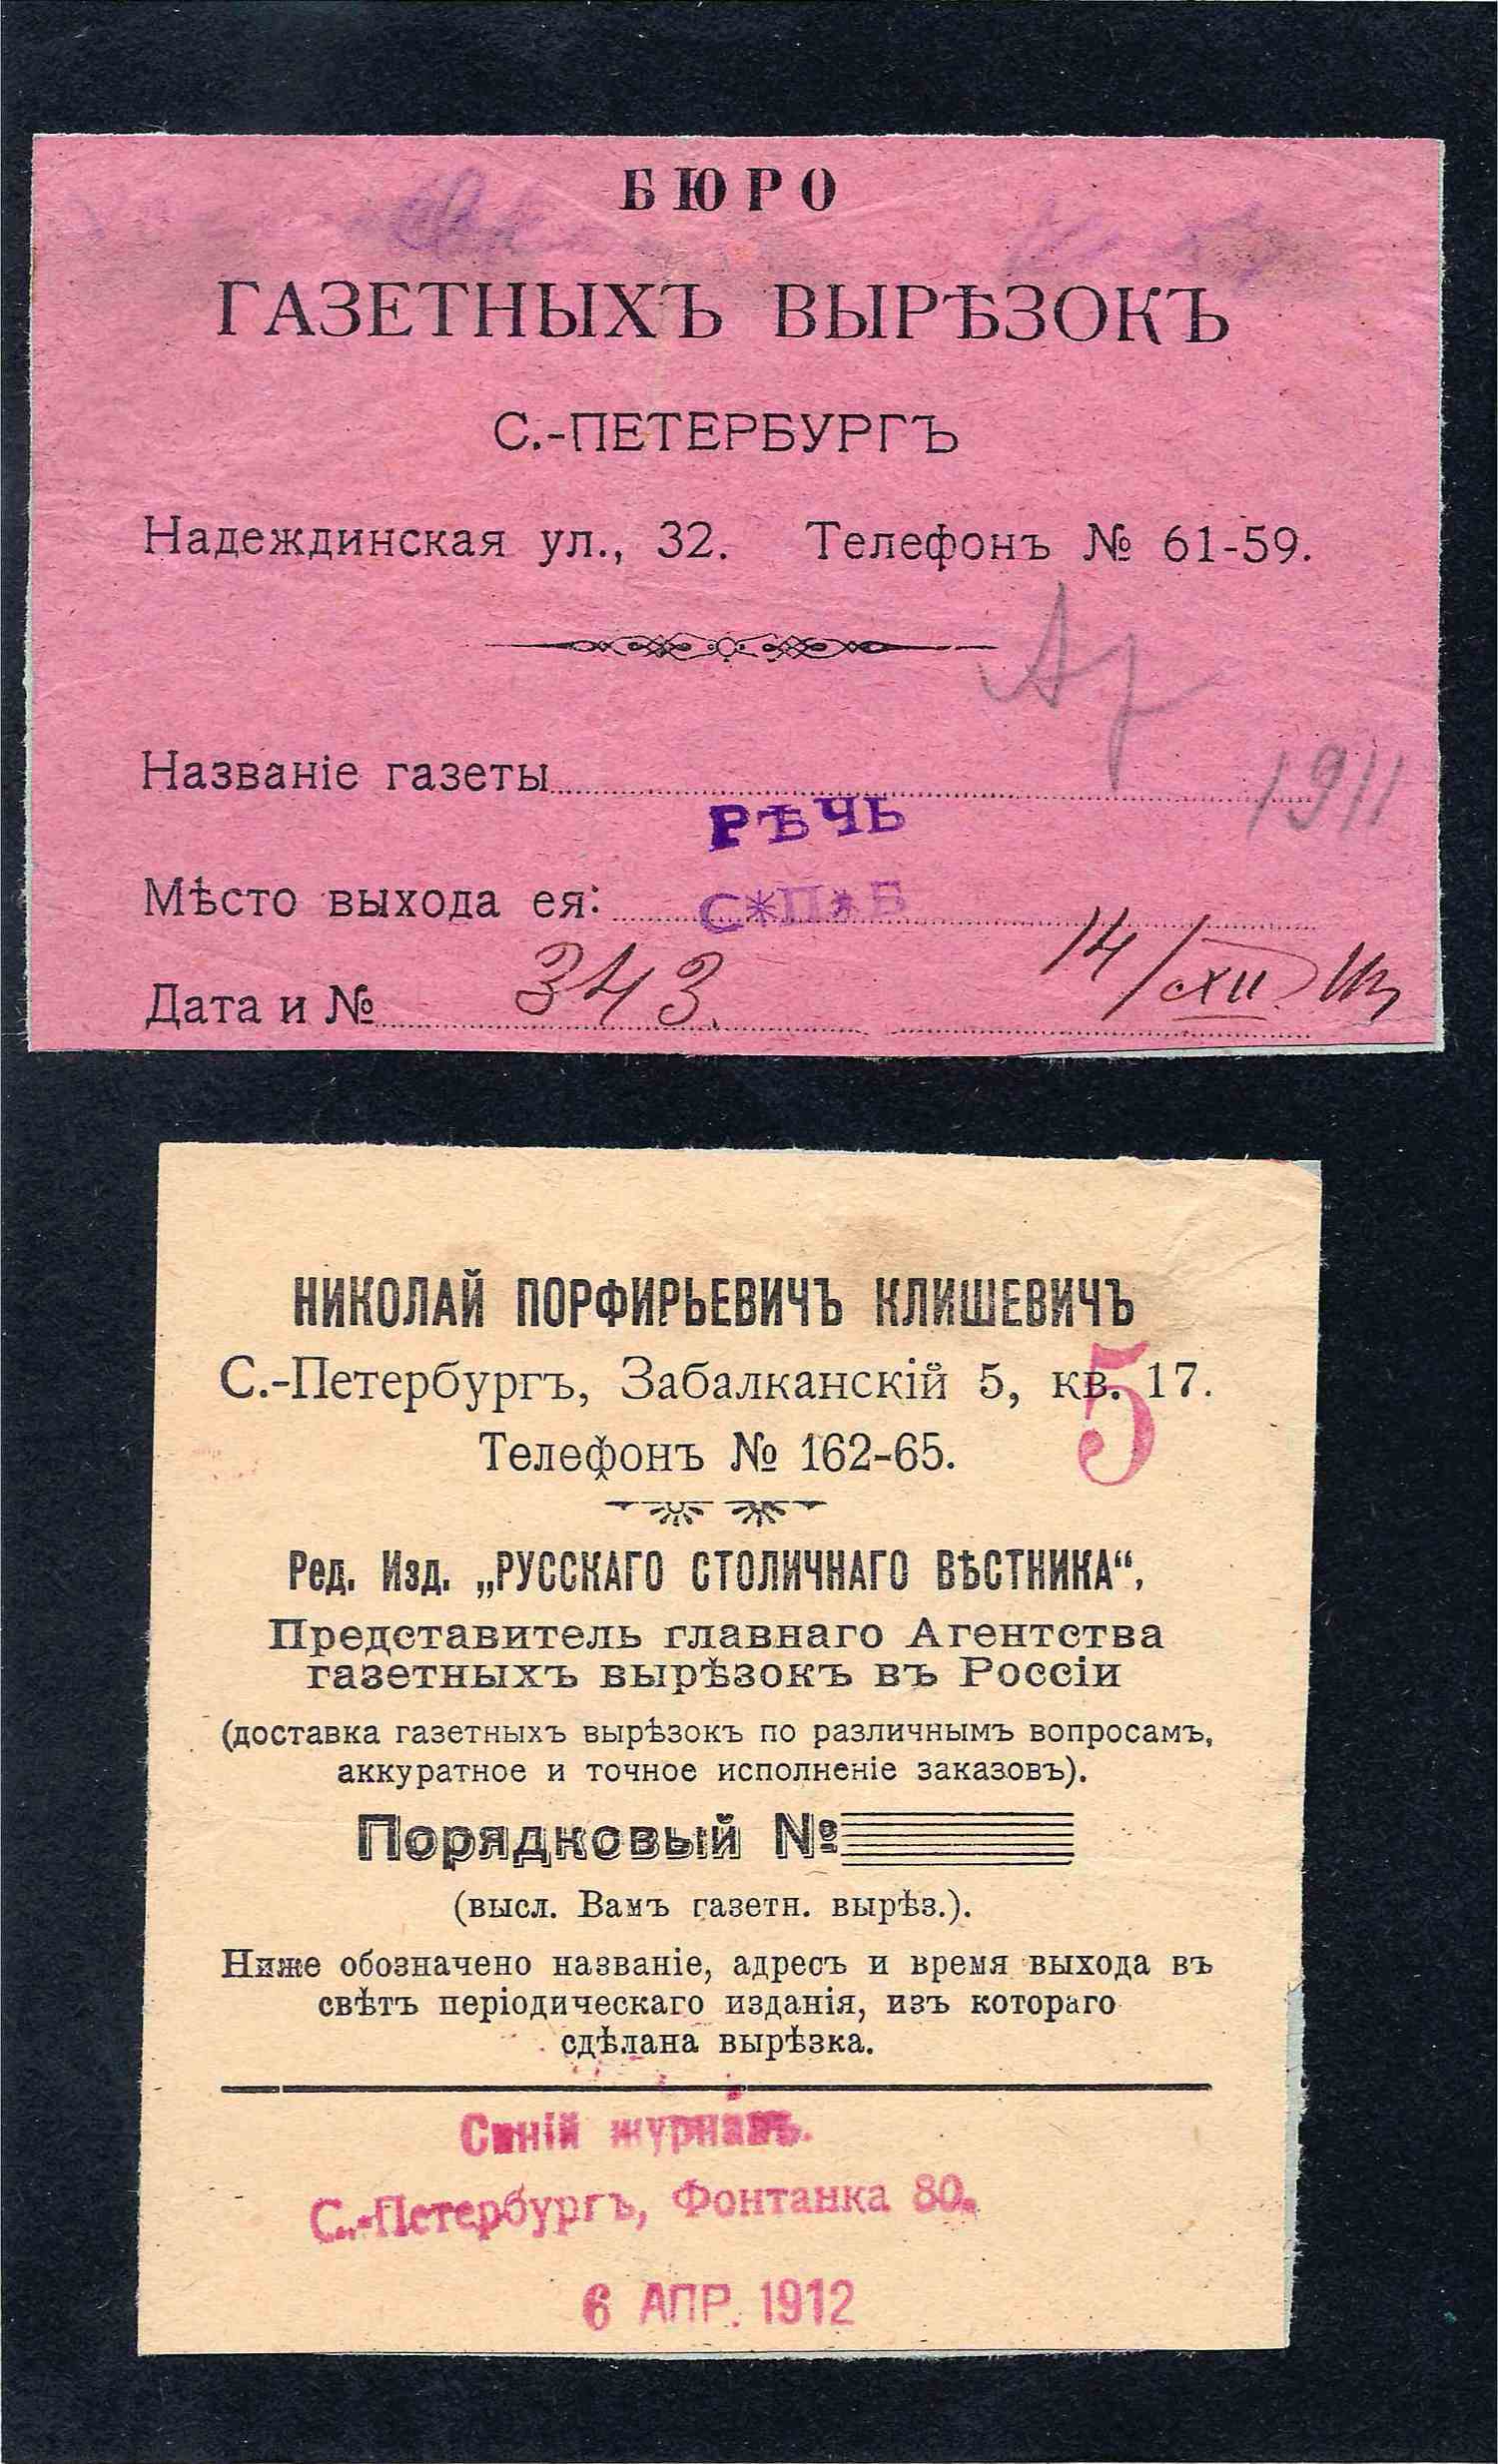 БЮРО
ГАЗЕТНЫХЪ ВЫРѢЗОКЪ
С.-ПЕТЕРБУРГЪ
Надеждинская ул., 32. Телефонъ № 61-59.
Названіе газеты
1911
РѢЧЬ
Мѣсто выхода ея: С*П*Б
Дата и № 343. 14/XII
НИКОЛАЙ ПОРФИРЬЕВИЧЪ КЛИШЕВИЧЪ
С.-Петербургъ, Забалканскій 5, кв. 17.
5
Телефонъ № 162-65.
Ред. Изд. „РУССКАГО СТОЛИЧНАГО ВѢСТНИКА“,
Представитель главнаго Агентства
газетныхъ вырѣзокъ въ Россіи
(доставка газетныхъ вырѣзокъ по различнымъ вопросамъ,
аккуратное и точное исполненіе заказовъ).
Порядковый №
(высл. Вамъ газетн. вырѣз.).
Ниже обозначено названіе, адресъ и время выхода въ
свѣтъ періодическаго изданія, изъ котораго
сдѣлана вырѣзка.
Синій журналъ.
С.-Петербургъ, Фонтанка 80.
6 АПР. 1912